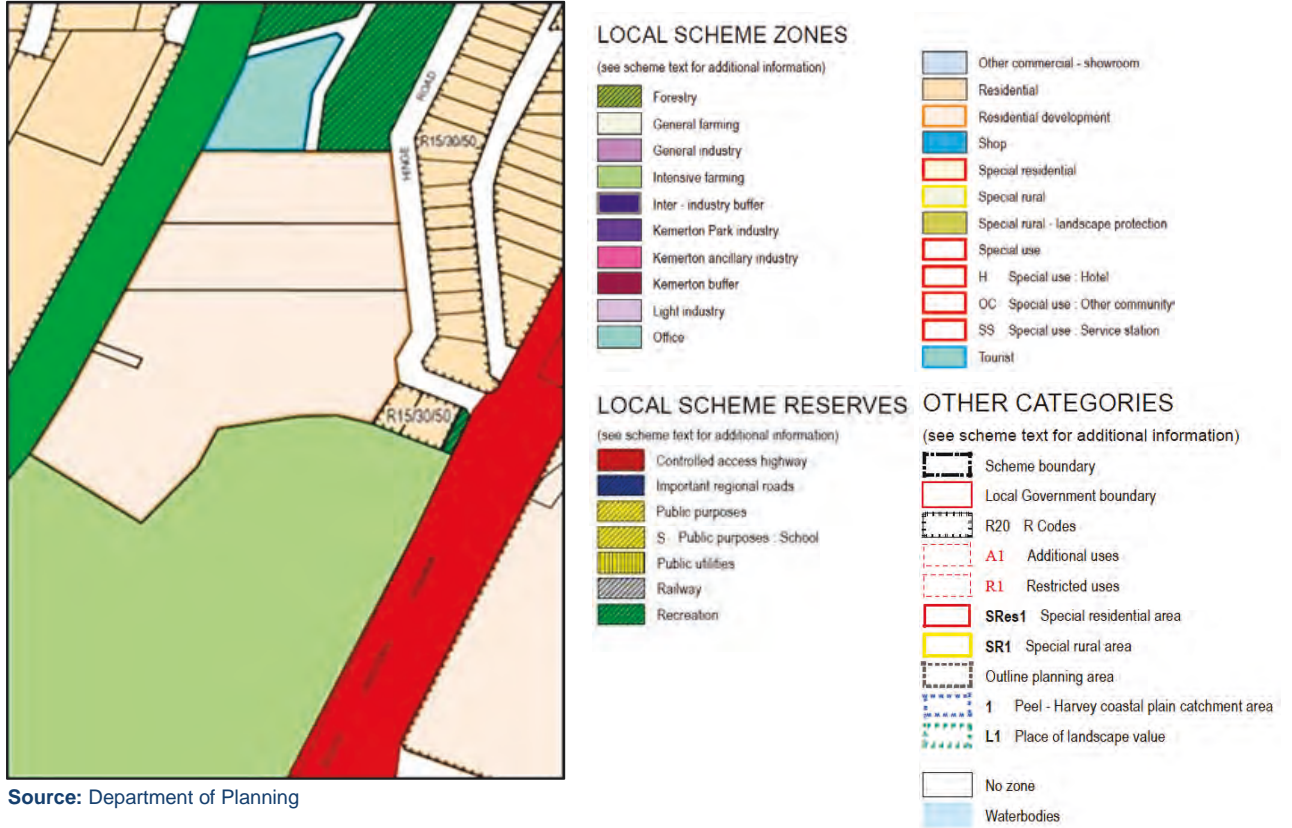 HINGE ROAD
R15/30/50
R15/30/50
Source: Department of Planning
LOCAL SCHEME ZONES
(see scheme text for additional information)
Forestry
General farming
General industry
Intensive farming
Inter - industry buffer
Kemerton Park industry
Kemerton ancillary industry
Kemerton buffer
Light industry
Office
Other commercial - showroom
Residential
Residential development
Shop
Special residential
Special rural
Special rural - landscape protection
Special use
H Special use : Hotel
OC Special use : Other community
SS Special use : Service station
Tourist
LOCAL SCHEME RESERVES
(see scheme text for additional information)
Controlled access highway
Important regional roads
Public purposes
S Public purposes : School
Public utilities
Railway
Recreation
OTHER CATEGORIES
(see scheme text for additional information)
Scheme boundary
Local Government boundary
R20 R Codes
A1 Additional uses
R1 Restricted uses
SRes1 Special residential area
SR1 Special rural area
Outline planning area
1 Peel - Harvey coastal plain catchment area
L1 Place of landscape value
No zone
Waterbodies